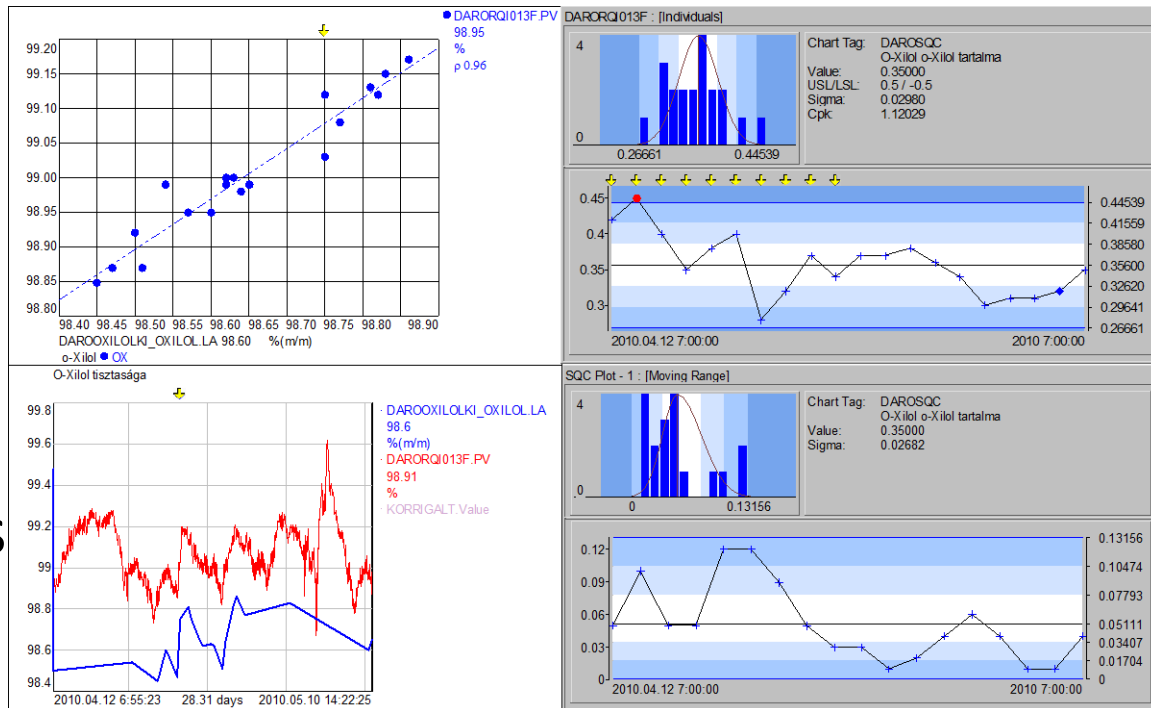 DARORQI013F.PV
98.95
%
ρ 0.96
99.20
99.15
99.10
99.05
99.00
98.95
98.90
98.85
98.80
98.40 98.45 98.50 98.55 98.60 98.65 98.70 98.75 98.80 98.90
DAROOXILOLKI_OXILOL.LA 98.60 %(m/m)
o-Xilol OX
DARORQI013F : [Individuals]
4
0
0.26661 0.44539
Chart Tag: DAROSQC
O-Xilol o-Xilol tartalma
Value: 0.35000
USL/LSL: 0.5 / -0.5
Sigma: 0.02980
Cpk: 1.12029
0.45
0.4
0.35
0.3
0.44539
0.41559
0.38580
0.35600
0.32620
0.29641
0.26661
2010.04.12 7:00:00 2010 7:00:00
O-Xilol tisztasága
99.8
99.6
99.4
99.2
99
98.8
98.6
98.4
2010.04.12 6:55:23 28.31 days 2010.05.10 14:22:25
DAROOXILOLKI_OXILOL.LA
98.6
%(m/m)
DARORQI013F.PV
98.91
%
KORRIGALT.Value
SQC Plot - 1 : [Moving Range]
4
0
0 0.13156
Chart Tag: DAROSQC
O-Xilol o-Xilol tartalma
Value: 0.35000
Sigma: 0.02682
0.12
0.09
0.06
0.03
0
0.13156
0.10474
0.07793
0.05111
0.03407
0.01704
0
2010.04.12 7:00:00 2010 7:00:00